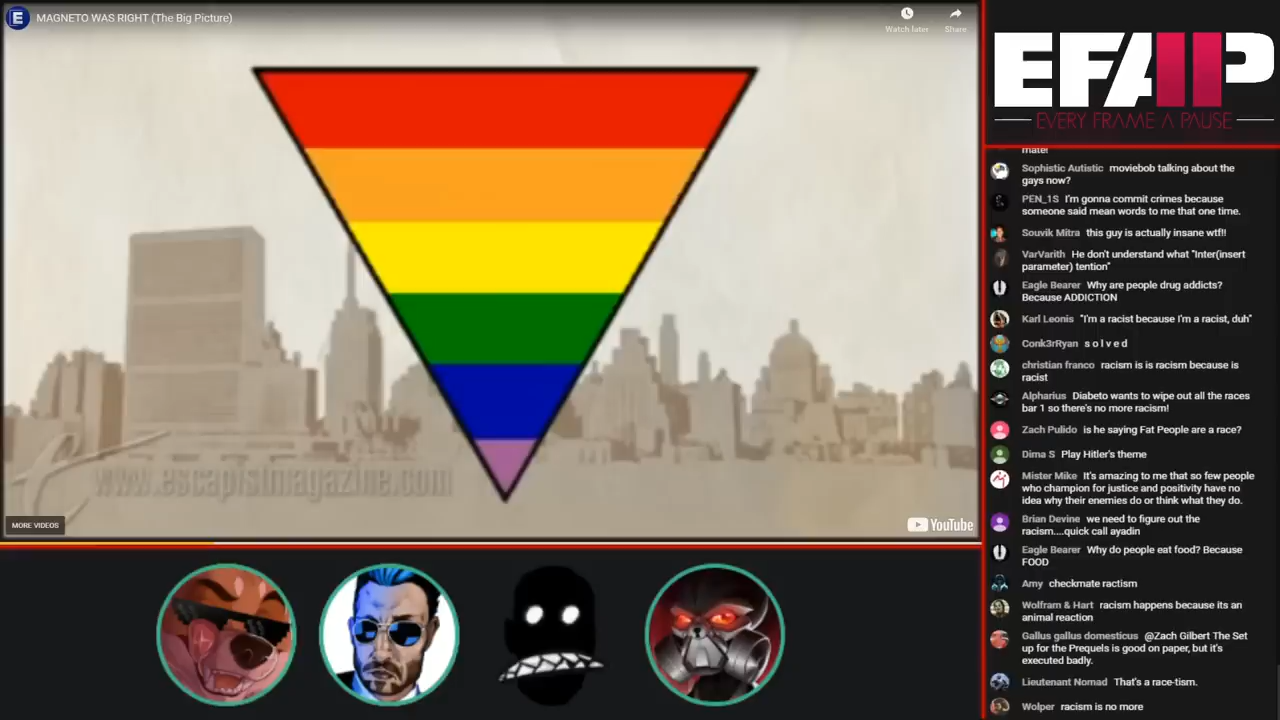 E
MAGNETO WAS RIGHT (The Big Picture)
Watch later
Share
www.escapistmagazine.com
MORE VIDEOS
YouTube
EFAP
EVERY FRAME A PAUSE
mate!
Sophistic Autistic moviebob talking about the
gays now?
PEN_1S I'm gonna commit crimes because
someone said mean words to me that one time.
Souvik Mitra this guy is actually insane wtf!!
VarVarith He don't understand what "Inter(insert
parameter) tention"
Eagle Bearer Why are people drug addicts?
Because ADDICTION
Karl Leonis "I'm a racist because I'm a racist, duh"
Conk3rRyan s o l v e d
christian franco racism is is racism because is
racist
Alpharius Diabeto wants to wipe out all the races
bar 1 so there's no more racism!
Zach Pulido is he saying Fat People are a race?
Dima S Play Hitler's theme
Mister Mike It's amazing to me that so few people
who champion for justice and positivity have no
idea why their enemies do or think what they do.
Brian Devine we need to figure out the
racism....quick call ayadin
Eagle Bearer Why do people eat food? Because
FOOD
Amy checkmate ractism
Wolfram & Hart racism happens because its an
animal reaction
Gallus gallus domesticus @Zach Gilbert The Set
up for the Prequels is good on paper, but it's
executed badly.
Lieutenant Nomad That's a race-tism.
Wolper racism is no more